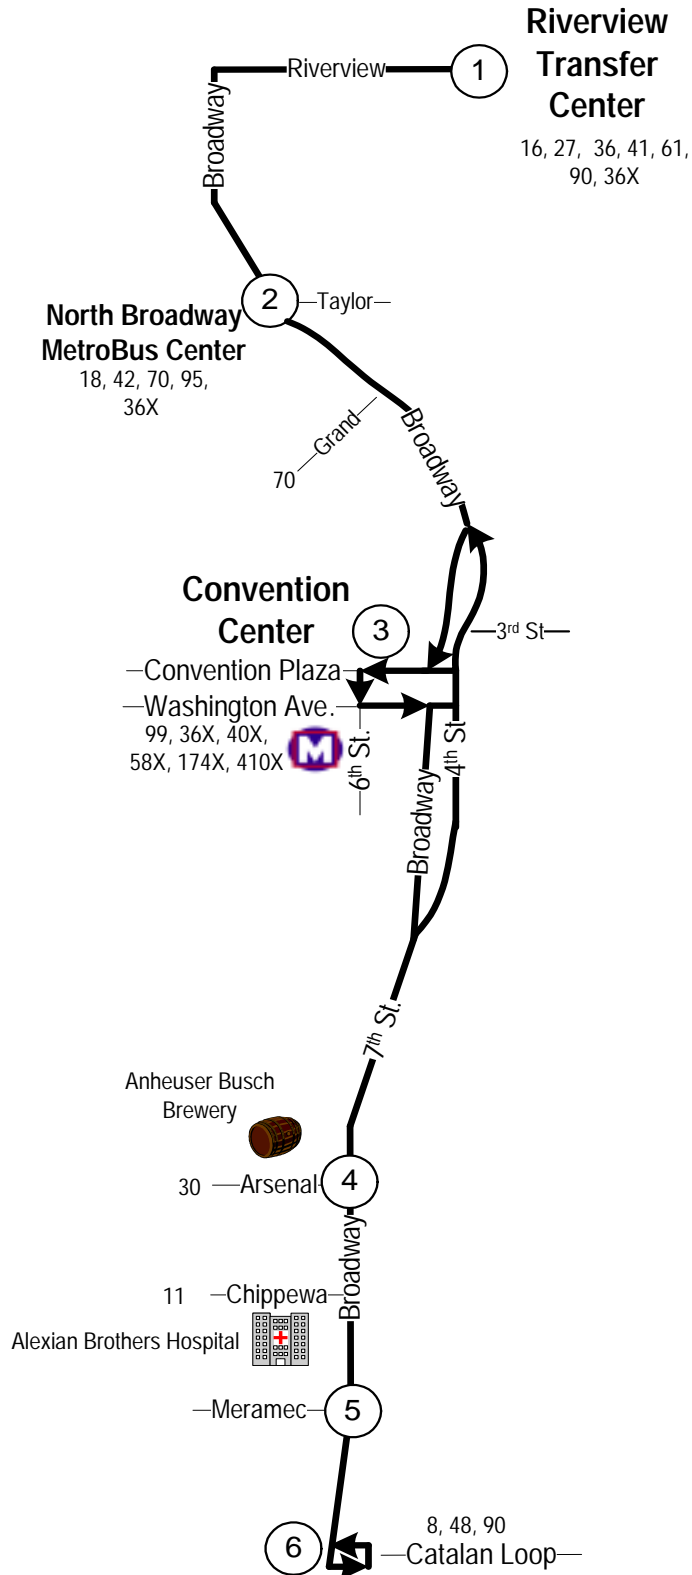 Riverview
Transfer
Center
1
Riverview
16, 27, 36, 41, 61,
90, 36X
Broadway
2
Taylor
North Broadway
MetroBus Center
18, 42, 70, 95,
36X
Grand
70
Broadway
Convention
Center
3
3rd St
Convention Plaza
Washington Ave.
99, 36X, 40X,
58X, 174X, 410X
M
6th St.
Broadway
4th St
7th St.
Anheuser Busch
Brewery
30
Arsenal
4
Broadway
11
Chippewa
Alexian Brothers Hospital
Meramec
5
8, 48, 90
6
Catalan Loop